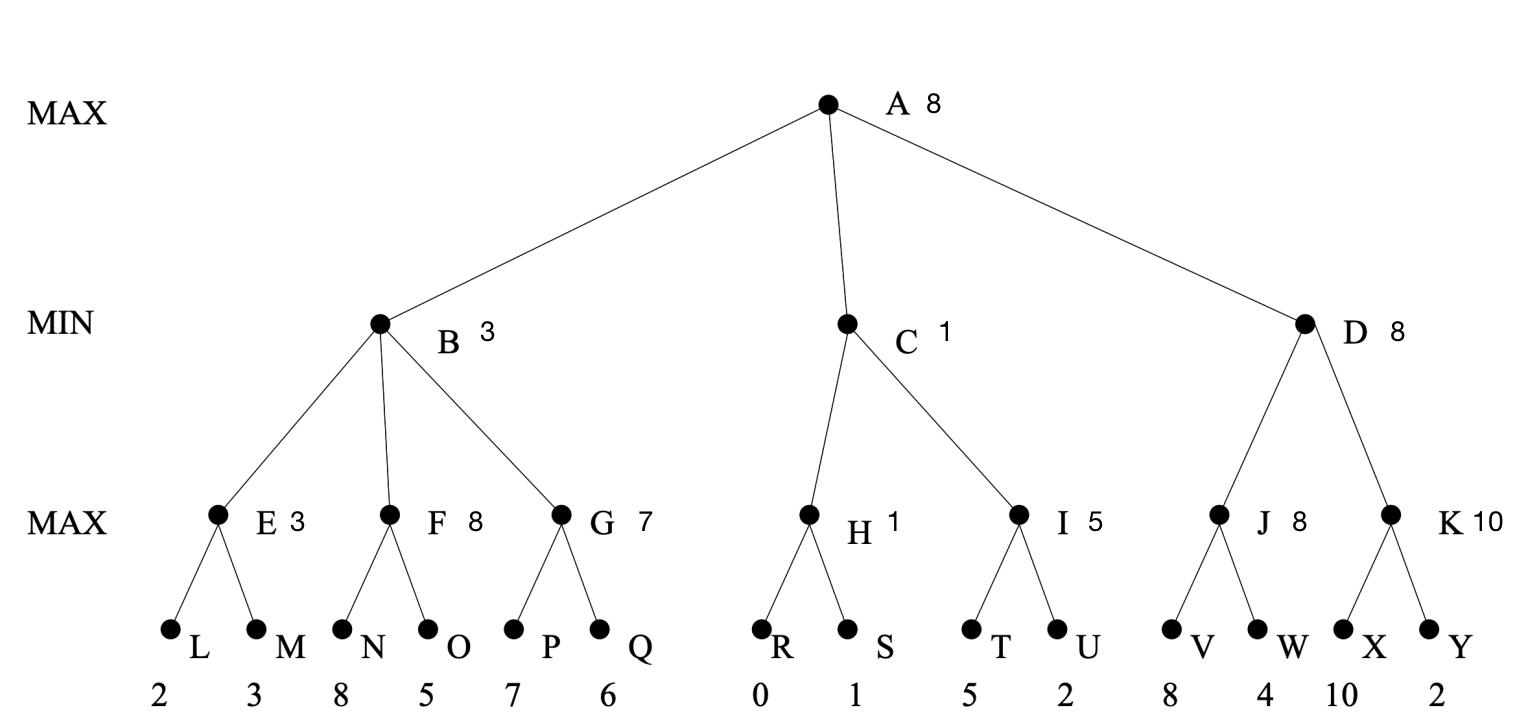 MAX A 8
MIN B 3 C 1 D 8
MAX E 3 F 8 G 7 H 1 I 5 J 8 K 10
L M N O P Q R S T U V W X Y
2 3 8 5 7 6 0 1 5 2 8 4 10 2